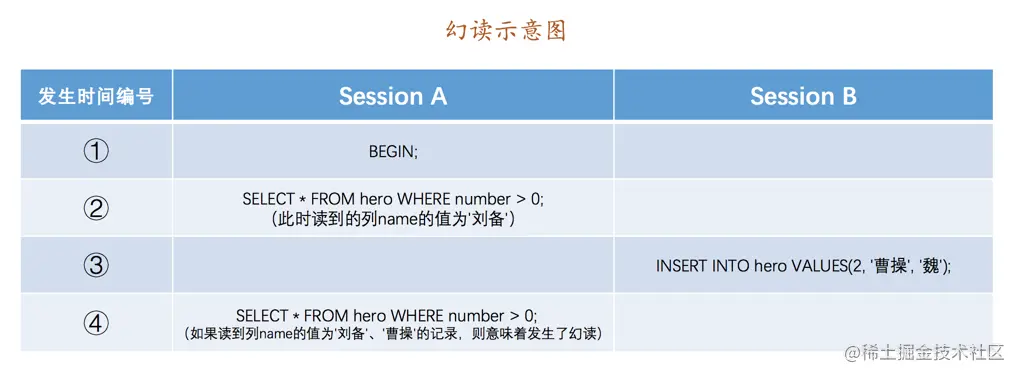 幻读示意图
发生时间编号 Session A Session B
① BEGIN;
② SELECT * FROM hero WHERE number > 0;
（此时读到的列name的值为'刘备'）
③ INSERT INTO hero VALUES(2, '曹操', '魏');
④ SELECT * FROM hero WHERE number > 0;
（如果读到列name的值为'刘备'、'曹操'的记录，则意味着发生了幻读）
@稀土掘金技术社区